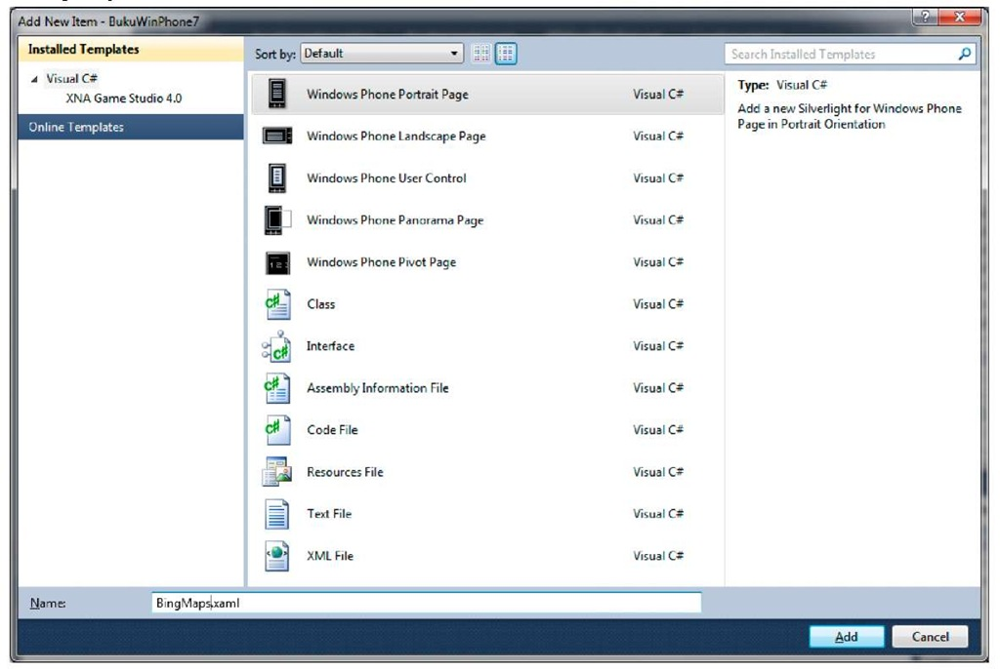 Add New Item - BukuWinPhone7
Installed Templates
Visual C#
XNA Game Studio 4.0
Online Templates
Sort by: Default
Search Installed Templates
Windows Phone Portrait Page Visual C#
Windows Phone Landscape Page Visual C#
Windows Phone User Control Visual C#
Windows Phone Panorama Page Visual C#
Windows Phone Pivot Page Visual C#
Class Visual C#
Interface Visual C#
Assembly Information File Visual C#
Code File Visual C#
Resources File Visual C#
Text File Visual C#
XML File Visual C#
Type: Visual C#
Add a new Silverlight for Windows Phone
Page in Portrait Orientation
Name: BingMaps.xaml
Add Cancel